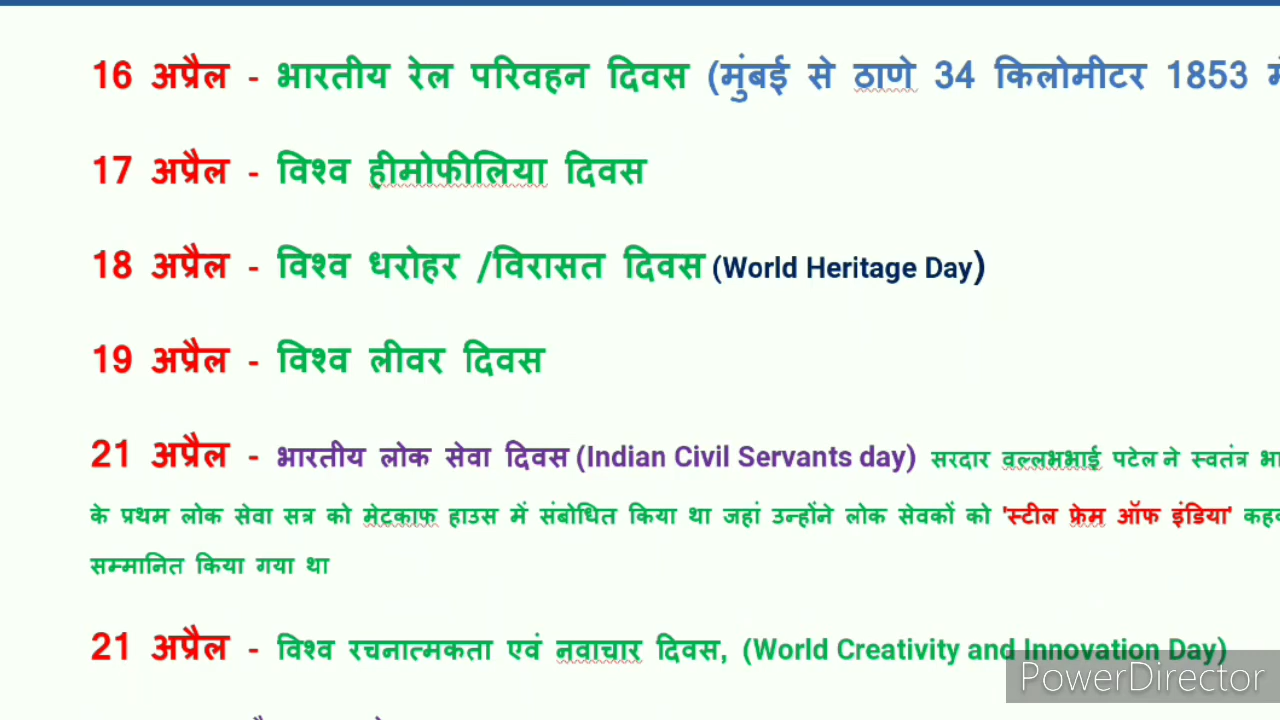 16 अप्रैल - भारतीय रेल परिवहन दिवस (मुंबई से ठाणे 34 किलोमीटर 1853
17 अप्रैल - विश्व हीमोफीलिया दिवस
18 अप्रैल - विश्व धरोहर /विरासत दिवस (World Heritage Day)
19 अप्रैल - विश्व लीवर दिवस
21 अप्रैल - भारतीय लोक सेवा दिवस (Indian Civil Servants day) सरदार वल्लभभाई पटेल ने स्वतंत्र
के प्रथम लोक सेवा सत्र को मेटकाफ हाउस में संबोधित किया था जहां उन्होंने लोक सेवकों को 'स्टील फ्रेम ऑफ इंडिया'
सम्मानित किया गया था
21 अप्रैल - विश्व रचनात्मकता एवं नवाचार दिवस, (World Creativity and Innovation Day)
PowerDirector